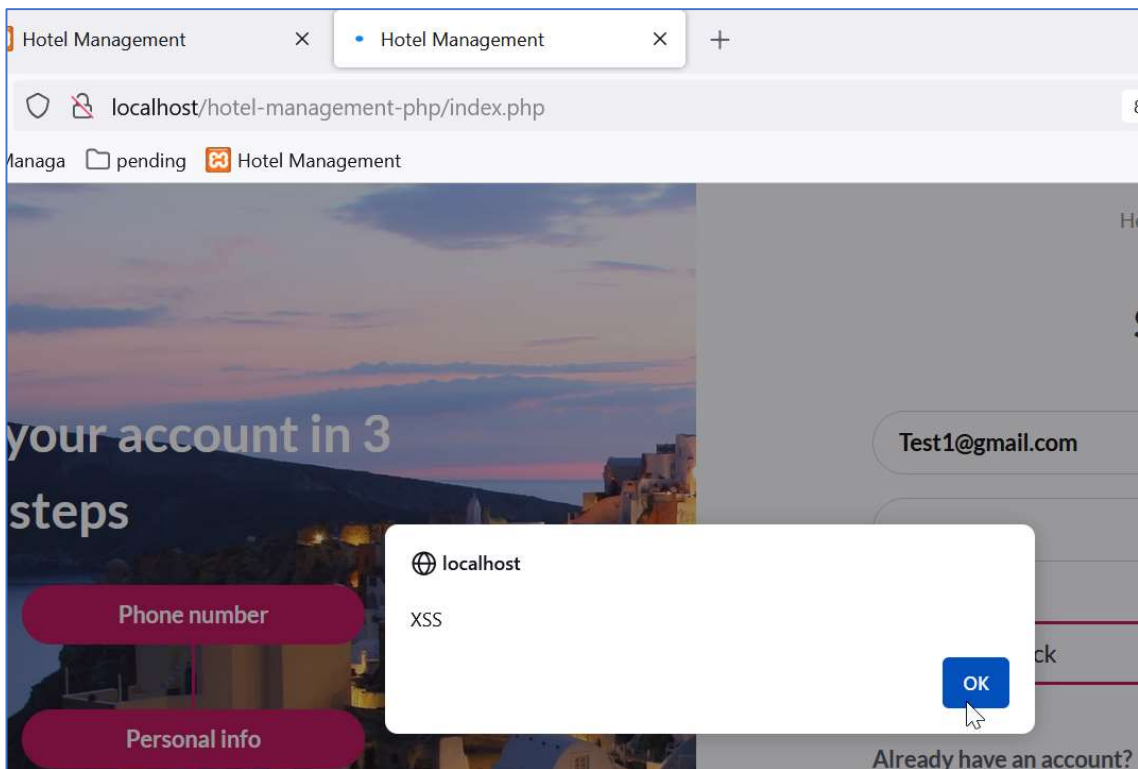 Hotel Management
Hotel Management
localhost/hotel-management-php/index.php
pending
Hotel Management
your account in 3
steps
Test1@gmail.com
localhost
XSS
Phone number
OK
Personal info
Already have an account?